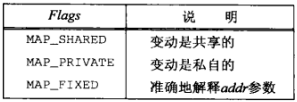 Flags 说 明
MAP_SHARED 变动是共享的
MAP_PRIVATE 变动是私自的
MAP_FIXED 准确地解释addr参数